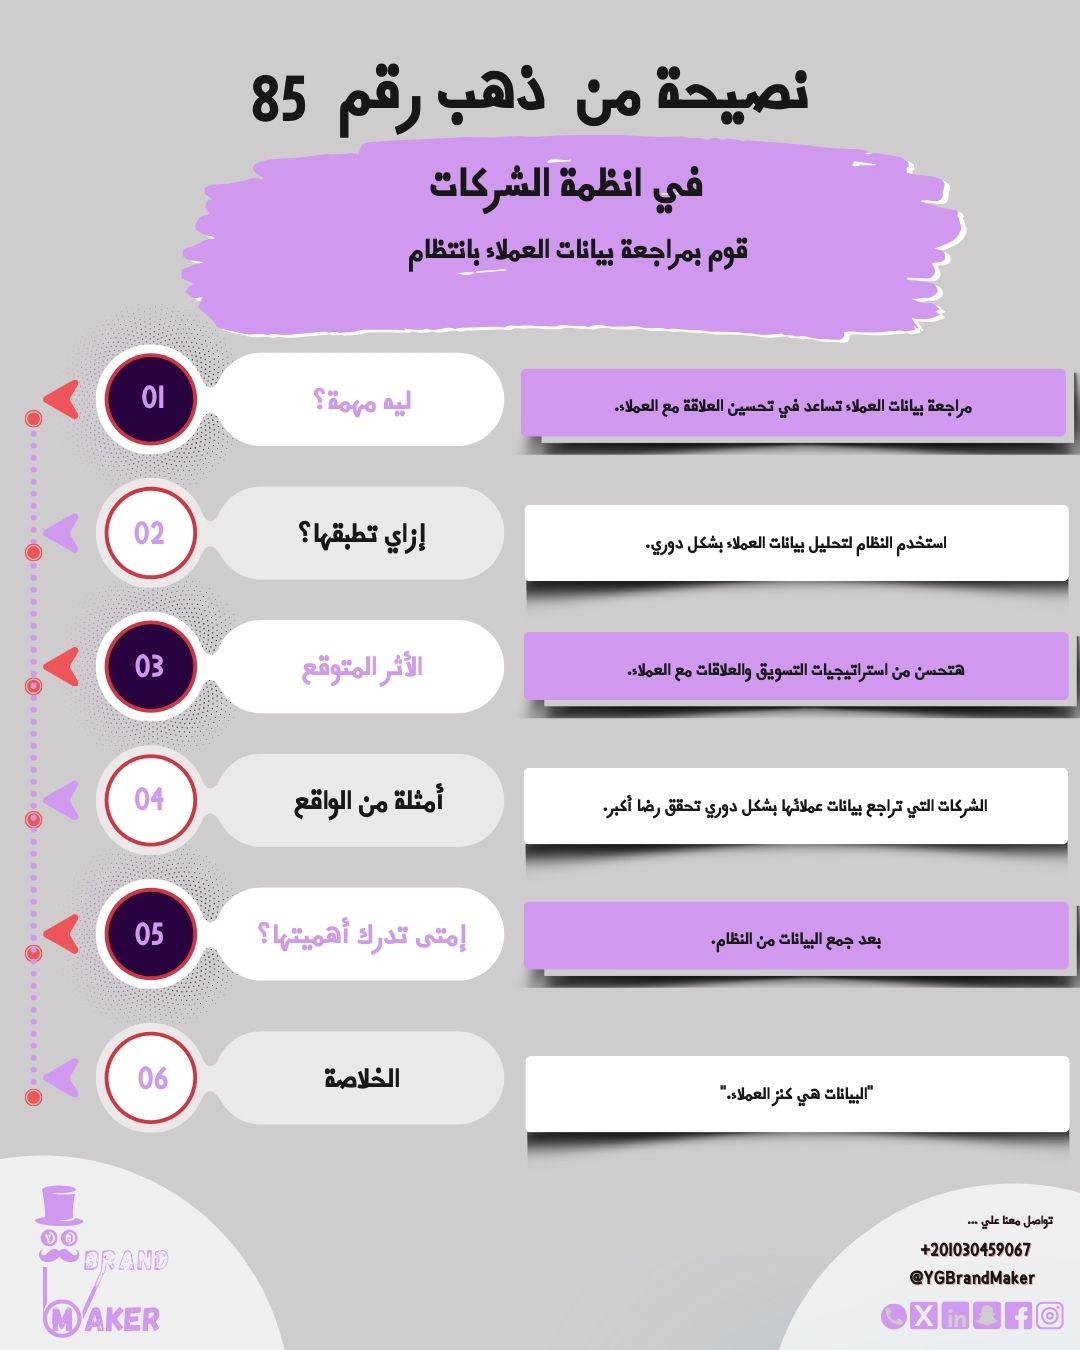 نصيحة من ذهب رقم 85
في انظمة الشركات
قوم بمراجعة بيانات العملاء بانتظام
01
ليه مهمة؟
مراجعة بيانات العملاء تساعد في تحسين العلاقة مع العملاء.
02
إزاي تطبقها؟
استخدم النظام لتحليل بيانات العملاء بشكل دوري.
03
الأثر المتوقع
هتحسن من استراتيجيات التسويق والعلاقات مع العملاء.
04
أمثلة من الواقع
الشركات التي تراجع بيانات عملائها بشكل دوري تحقق رضا أكبر.
05
إمتى تدرك أهميتها؟
بعد جمع البيانات من النظام.
06
الخلاصة
"البيانات هي كنز العملاء."
BRAND
MAKER
تواصل معنا علي ...
+201030459067
@YGBrandMaker